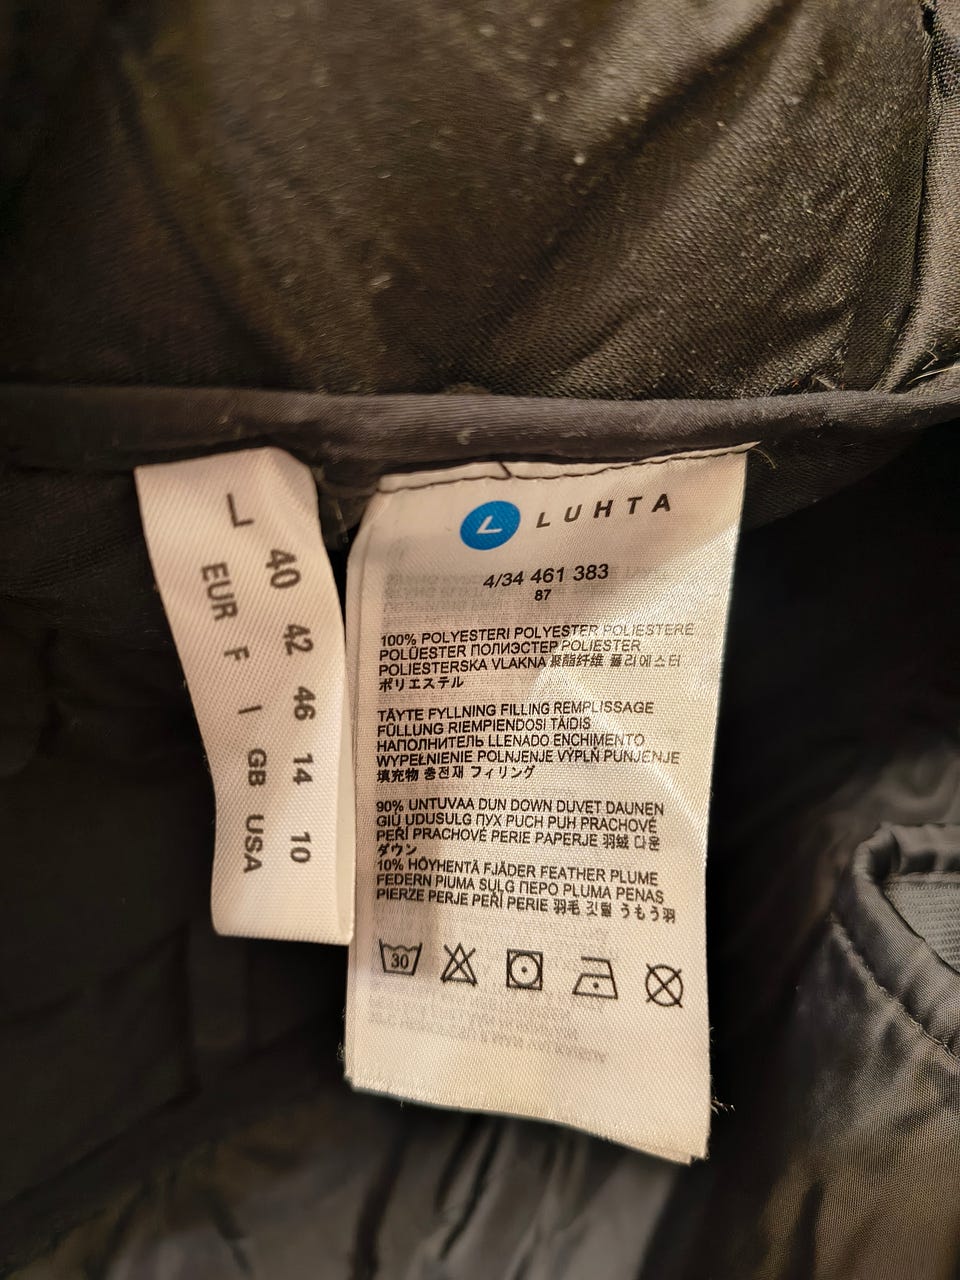 L
EUR 40
F 42
I 46
GB 14
USA 10
L LUHTA
4/34 461 383
87
100% POLYESTERI POLYESTER POLIESTERE
POLÜESTER ПОЛИЭСТЕР POLIESTER
POLIESTERSKA VLAKNA 聚酯纤维 폴리에스터
ポリエステル
TÄYTE FYLLNING FILLING REMPLISSAGE
FÜLLUNG RIEMPIENDOSI TÄIDIS
НАПОЛНИТЕЛЬ LLENADO ENCHIMENTO
WYPEŁNIENIE POLNJENJE VÝPLŇ PUNJENJE
填充物 충전재 フィリング
90% UNTUVAA DUN DOWN DUVET DAUNEN
GIÙ UDUSULG ПУХ PUCH PUH PRACHOVÉ
PEŘÍ PRACHOVÉ PERIE PAPERJE 羽绒 다운
ダウン
10% HÖYHENTÄ FJÄDER FEATHER PLUME
FEDERN PIUMA SULG ПЕРО PLUMA PENAS
PIERZE PERJE PEŘÍ PERIE 羽毛 깃털 うもう羽
30